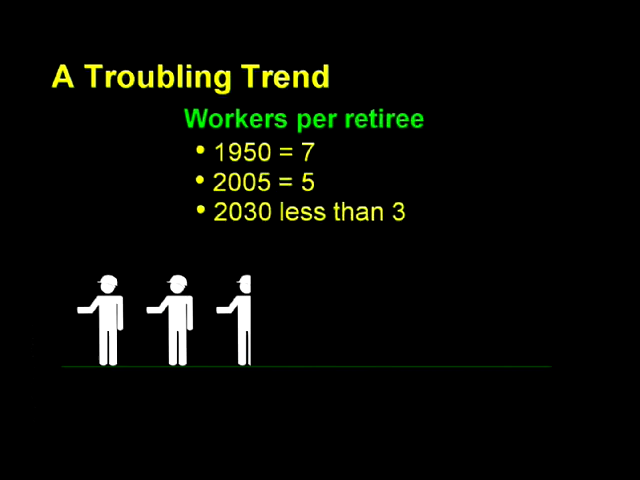 A Troubling Trend
Workers per retiree
• 1950 = 7
• 2005 = 5
• 2030 less than 3